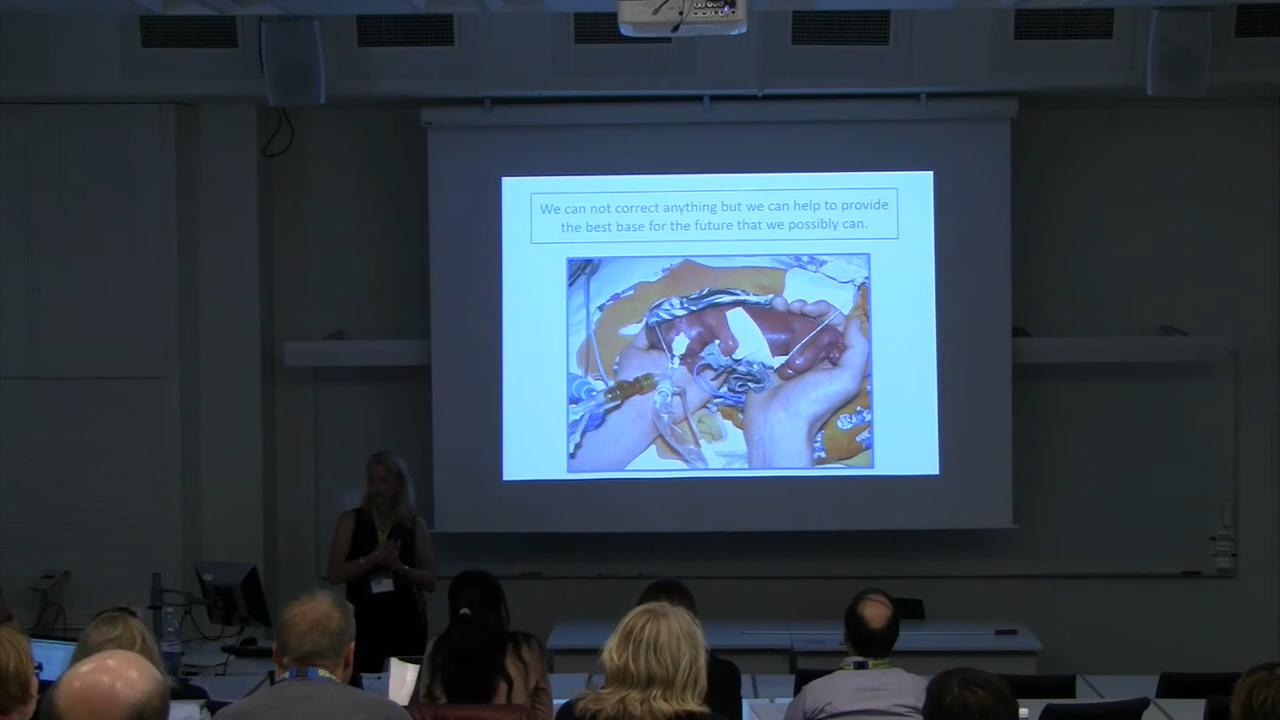 We can not correct anything but we can help to provide
the best base for the future that we possibly can.